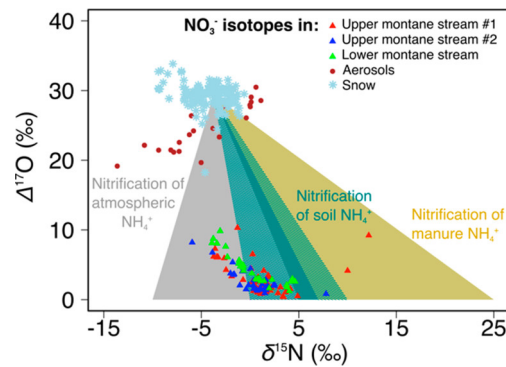 NO₃⁻ isotopes in:
Upper montane stream #1
Upper montane stream #2
Lower montane stream
Aerosols
Snow
40
30
20
10
0
Δ¹⁷O (‰)
Nitrification of
atmospheric
NH₄⁺
Nitrification
of soil NH₄⁺
Nitrification of
manure NH₄⁺
-15
-5
5
15
25
δ¹⁵N (‰)